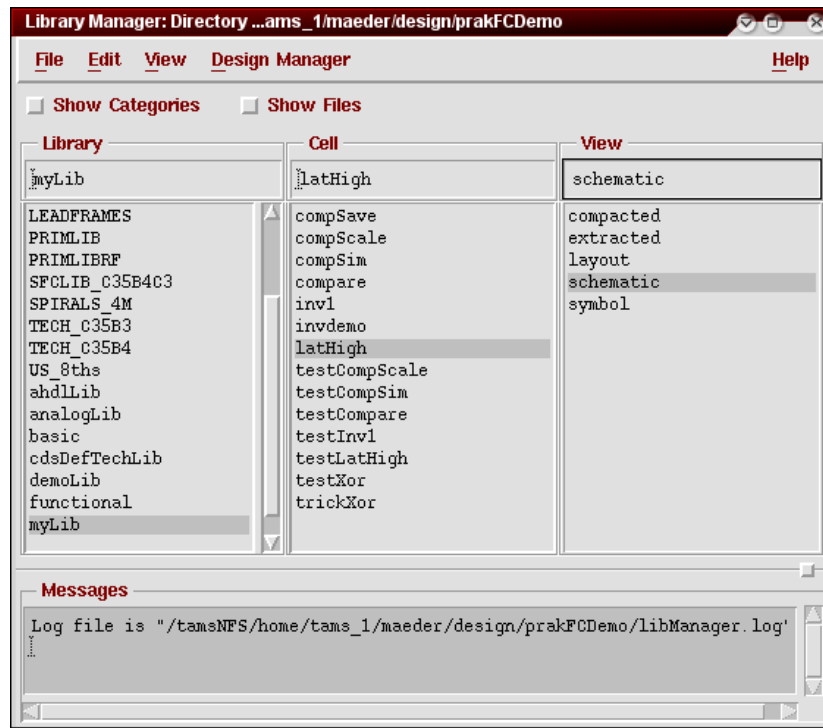 Library Manager: Directory ...ams_1/maeder/design/prakFCDemo
File Edit View Design Manager Help
Show Categories Show Files
Library
myLib
LEADFRAMES
PRIMLIB
PRIMLIBRF
SFCLIB_C35B4C3
SPIRALS_4M
TECH_C35B3
TECH_C35B4
US_8ths
ahdlLib
analogLib
basic
cdsDefTechLib
demoLib
functional
myLib
Cell
latHigh
compSave
compScale
compSim
compare
inv1
invdemo
latHigh
testCompScale
testCompSim
testCompare
testInv1
testLatHigh
testXor
trickXor
View
schematic
compacted
extracted
layout
schematic
symbol
Messages
Log file is "/tamsNFS/home/tams_1/maeder/design/prakFCDemo/libManager.log"